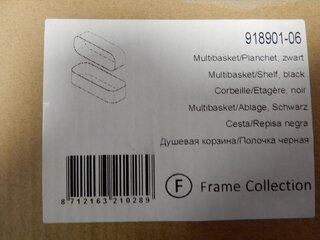 918901-06
Multibasket/Planchet, zwart
Multibasket/Shelf, black
Corbeille/Etagère, noir
Multibasket/Ablage, Schwarz
Cesta/Repisa negra
Душевая корзина/Полочка черная
8 712163 210289
F Frame Collection